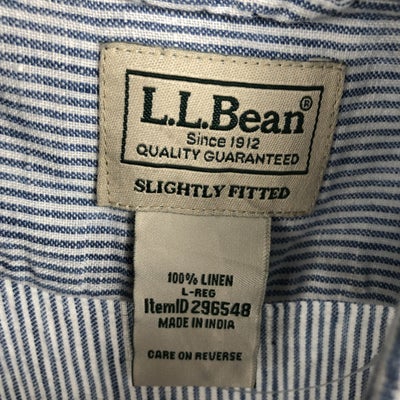 L.L.Bean®
Since 1912
QUALITY GUARANTEED
SLIGHTLY FITTED
100% LINEN
L-REG
ItemID 296548
MADE IN INDIA
CARE ON REVERSE